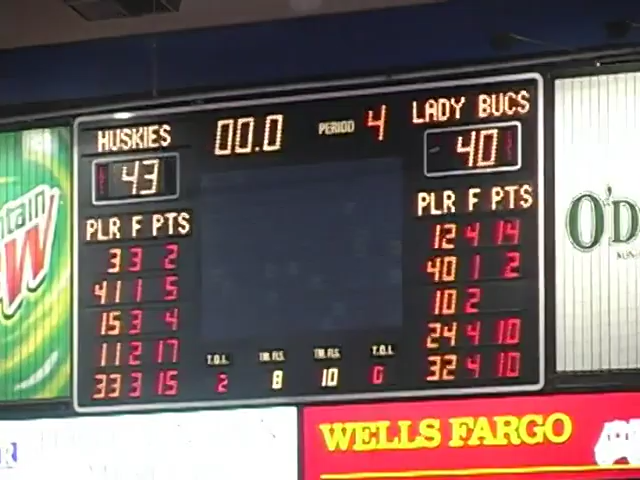 HUSKIES 00.0 PERIOD 4 LADY BUCS
43 40
PLR F PTS
3 3 2
41 1 5
15 3 4
11 2 17
33 3 15
PLR F PTS
12 4 14
40 1 2
10 2
24 4 10
32 4 10
T.O.L. TM. FLS. TM. FLS. T.O.L.
2 8 10 0
tain
W
O'D
WELLS FARGO
R